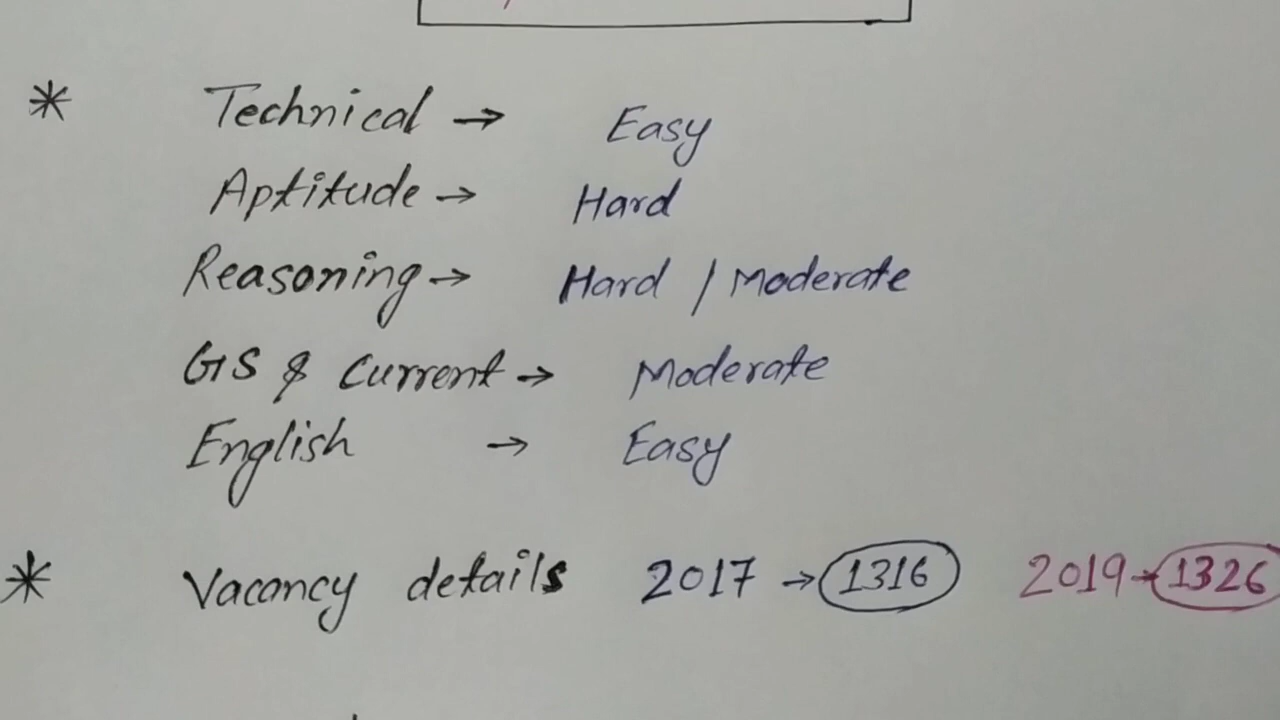 * Technical → Easy
Aptitude → Hard
Reasoning → Hard / Moderate
GS & Current → Moderate
English → Easy
* Vacancy details 2017 → 1316 2019 → 1326